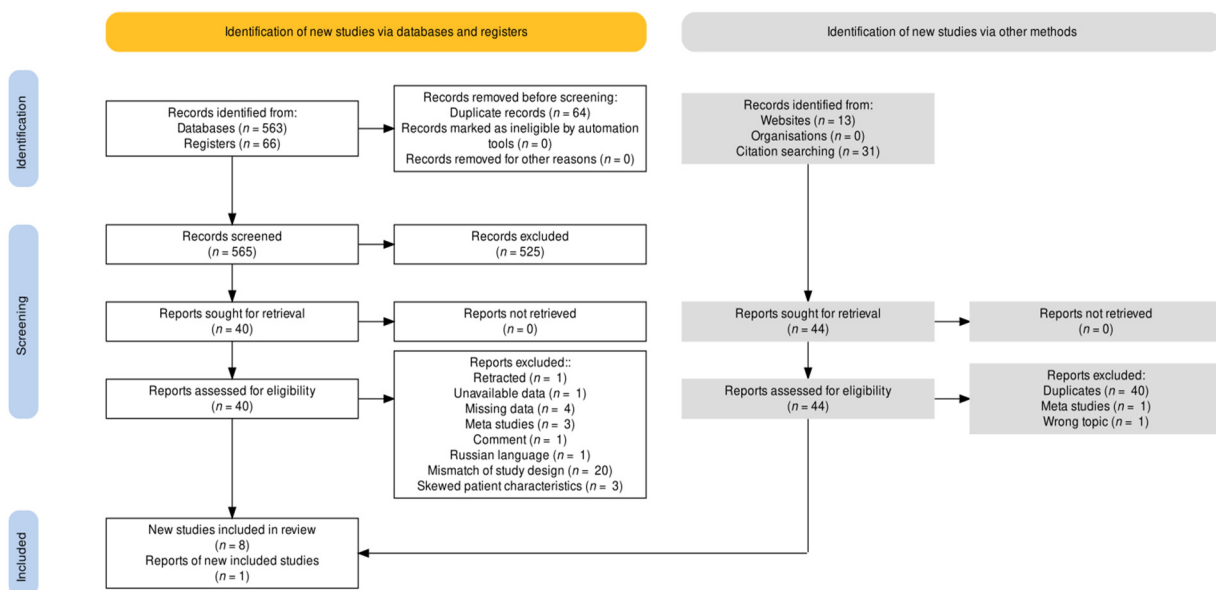 Identification of new studies via databases and registers
Identification of new studies via other methods
Identification
Records identified from:
Databases (n = 563)
Registers (n = 66)
Records removed before screening:
Duplicate records (n = 64)
Records marked as ineligible by automation
tools (n = 0)
Records removed for other reasons (n = 0)
Records identified from:
Websites (n = 13)
Organisations (n = 0)
Citation searching (n = 31)
Screening
Records screened
(n = 565)
Records excluded
(n = 525)
Reports sought for retrieval
(n = 40)
Reports not retrieved
(n = 0)
Reports sought for retrieval
(n = 44)
Reports not retrieved
(n = 0)
Reports assessed for eligibility
(n = 40)
Reports excluded::
Retracted (n = 1)
Unavailable data (n = 1)
Missing data (n = 4)
Meta studies (n = 3)
Comment (n = 1)
Russian language (n = 1)
Mismatch of study design (n = 20)
Skewed patient characteristics (n = 3)
Reports assessed for eligibility
(n = 44)
Reports excluded:
Duplicates (n = 40)
Meta studies (n = 1)
Wrong topic (n = 1)
Included
New studies included in review
(n = 8)
Reports of new included studies
(n = 1)